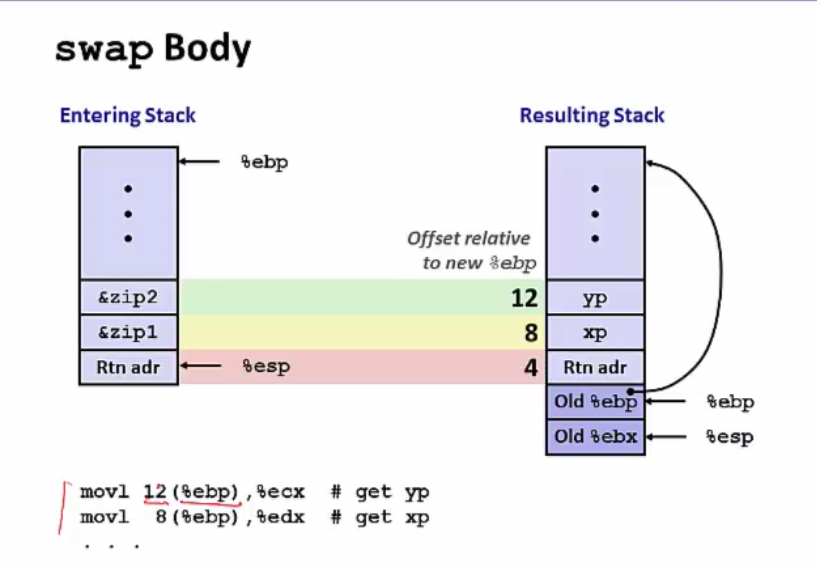 swap Body
Entering Stack
Resulting Stack
%ebp
Offset relative
to new %ebp
&zip2
12
yp
&zip1
8
xp
Rtn adr
%esp
4
Rtn adr
Old %ebp
%ebp
Old %ebx
%esp
movl 12(%ebp),%ecx # get yp
movl 8(%ebp),%edx # get xp
. . .